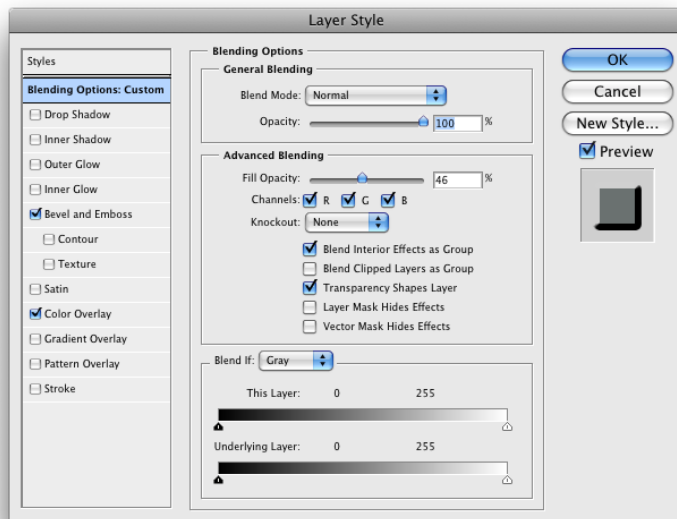 Layer Style
Styles
Blending Options: Custom
Drop Shadow
Inner Shadow
Outer Glow
Inner Glow
Bevel and Emboss
Contour
Texture
Satin
Color Overlay
Gradient Overlay
Pattern Overlay
Stroke
Blending Options
General Blending
Blend Mode: Normal
Opacity: 100 %
Advanced Blending
Fill Opacity: 46 %
Channels: R G B
Knockout: None
Blend Interior Effects as Group
Blend Clipped Layers as Group
Transparency Shapes Layer
Layer Mask Hides Effects
Vector Mask Hides Effects
Blend If: Gray
This Layer: 0 255
Underlying Layer: 0 255
OK
Cancel
New Style...
Preview